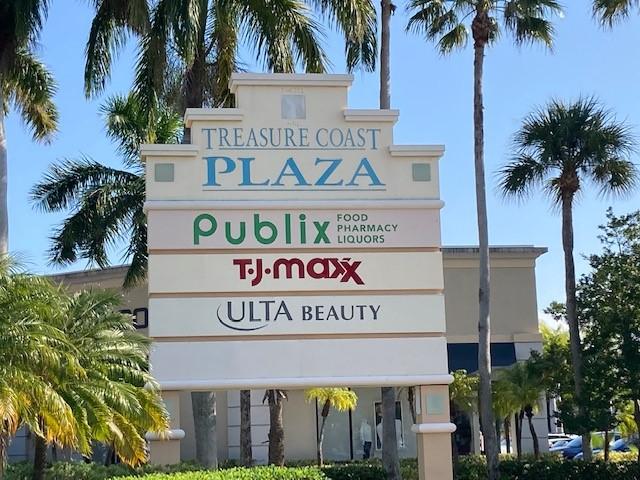 TREASURE COAST
PLAZA
Publix FOOD
PHARMACY
LIQUORS
T·J·maxx
ULTA BEAUTY